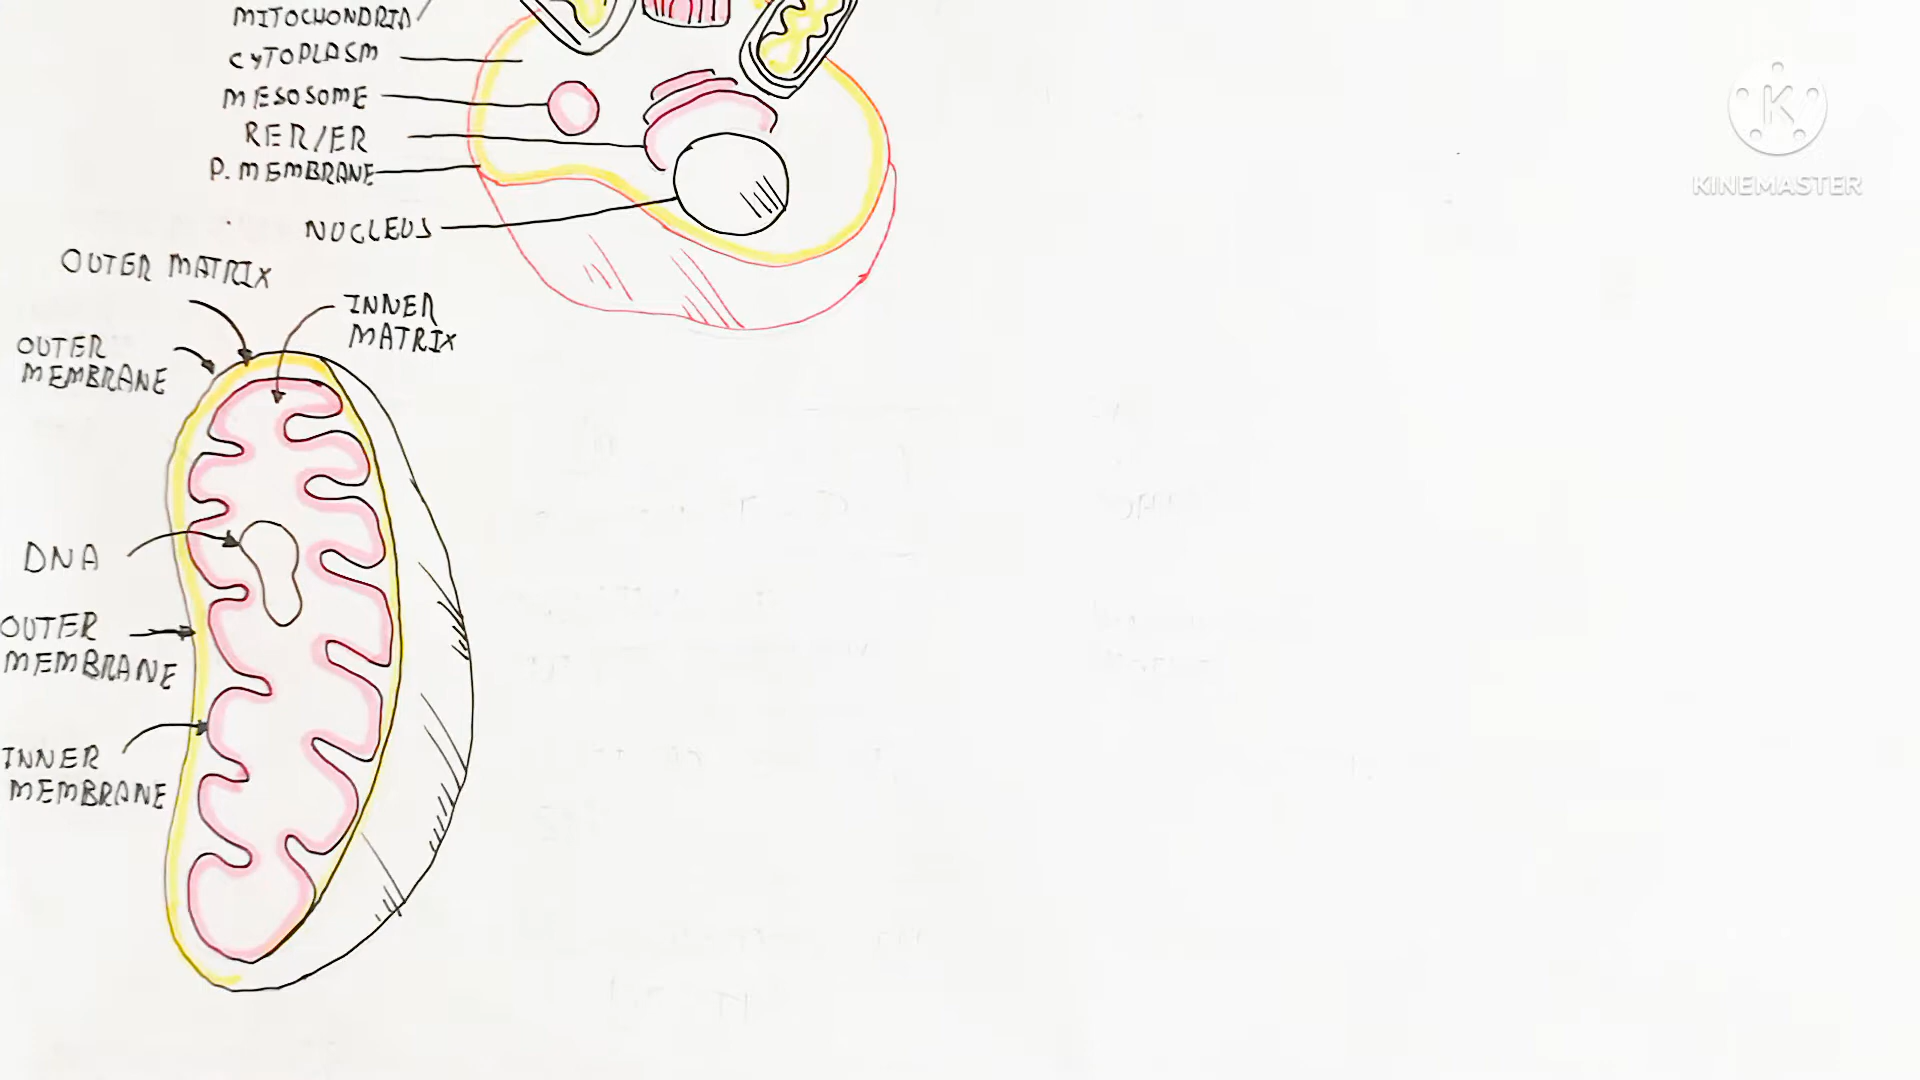 MITOCHONDRIA
CYTOPLASM
MESOSOME
RER/ER
P. MEMBRANE
NUCLEUS
OUTER MATRIX
INNER
MATRIX
OUTER
MEMBRANE
DNA
OUTER
MEMBRANE
INNER
MEMBRANE
K
KINEMASTER